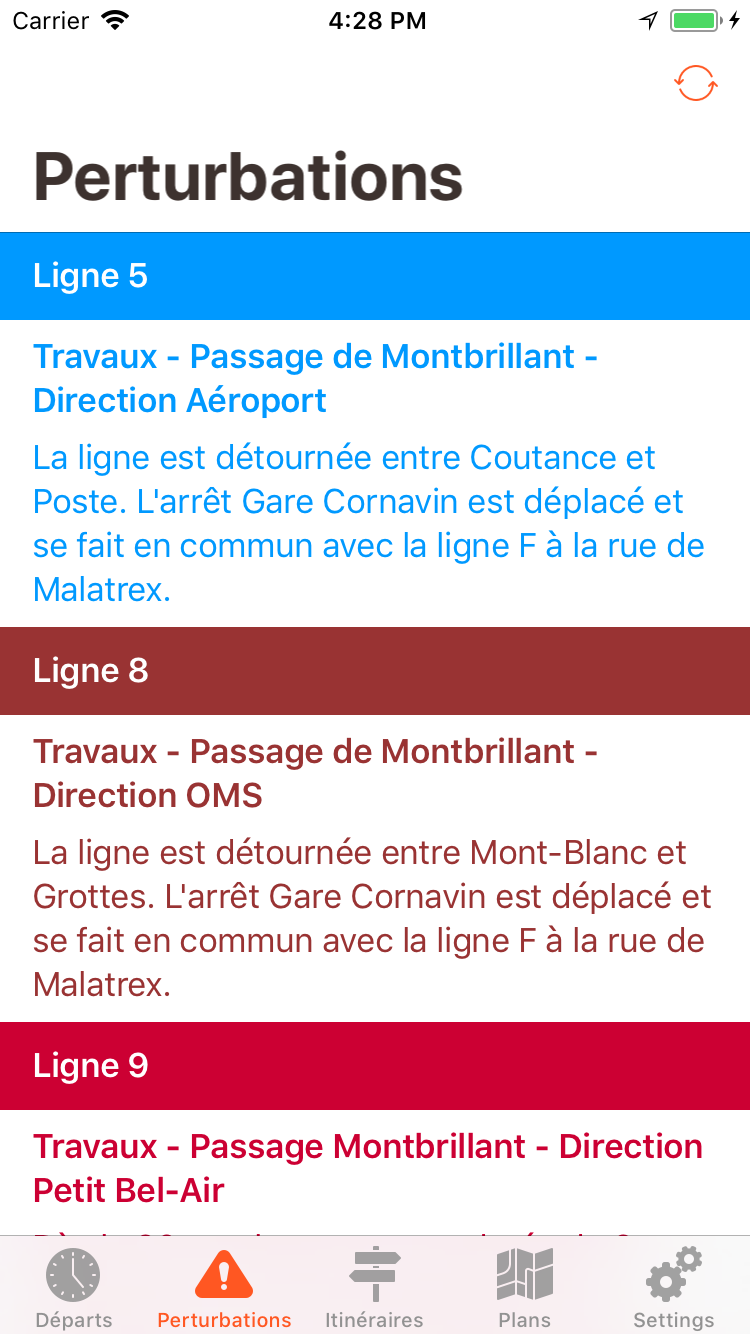 Carrier 4:28 PM
Perturbations
Ligne 5
Travaux - Passage de Montbrillant -
Direction Aéroport
La ligne est détournée entre Coutance et
Poste. L'arrêt Gare Cornavin est déplacé et
se fait en commun avec la ligne F à la rue de
Malatrex.
Ligne 8
Travaux - Passage de Montbrillant -
Direction OMS
La ligne est détournée entre Mont-Blanc et
Grottes. L'arrêt Gare Cornavin est déplacé et
se fait en commun avec la ligne F à la rue de
Malatrex.
Ligne 9
Travaux - Passage Montbrillant - Direction
Petit Bel-Air
Départs Perturbations Itinéraires Plans Settings